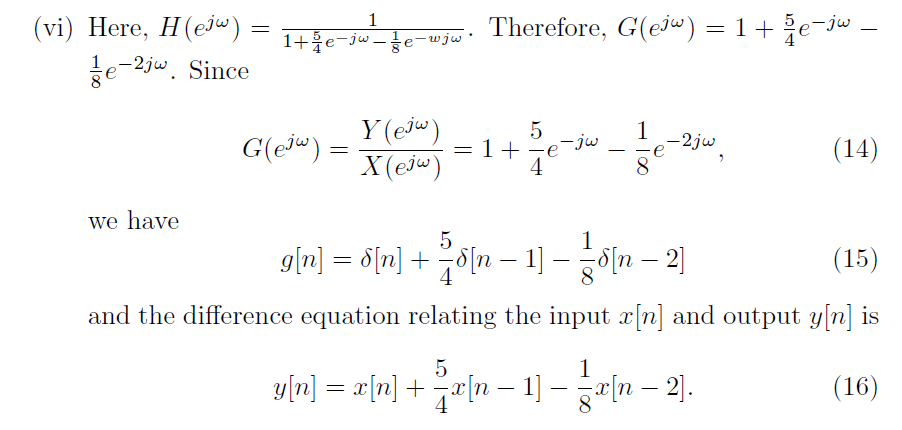 (vi) Here, $H(e^{j\omega}) = \frac{1}{1+\frac{5}{4}e^{-j\omega}-\frac{1}{8}e^{-wj\omega}}$. Therefore, $G(e^{j\omega}) = 1 + \frac{5}{4}e^{-j\omega} -$
$\frac{1}{8}e^{-2j\omega}$. Since
$G(e^{j\omega}) = \frac{Y(e^{j\omega})}{X(e^{j\omega})} = 1 + \frac{5}{4}e^{-j\omega} - \frac{1}{8}e^{-2j\omega},$ (14)
we have
$g[n] = \delta[n] + \frac{5}{4}\delta[n-1] - \frac{1}{8}\delta[n-2]$ (15)
and the difference equation relating the input $x[n]$ and output $y[n]$ is
$y[n] = x[n] + \frac{5}{4}x[n-1] - \frac{1}{8}x[n-2].$ (16)